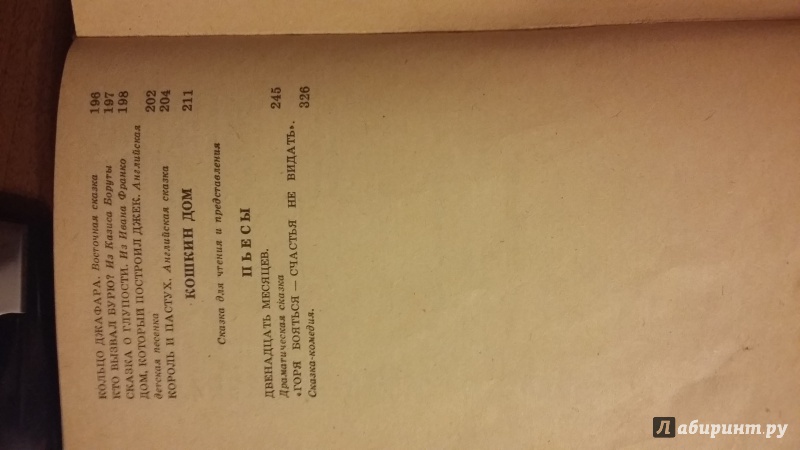 КОЛЬЦО ДЖАФАРА. Восточная сказка 196
КТО ВЫЗВАЛ БУРЮ? Из Казиса Боруты 197
СКАЗКА О ГЛУПОСТИ. Из Ивана Франко 198
ДОМ, КОТОРЫЙ ПОСТРОИЛ ДЖЕК. Английская
детская песенка 202
КОРОЛЬ И ПАСТУХ. Английская сказка 204
КОШКИН ДОМ 211
Сказка для чтения и представления
ПЬЕСЫ
ДВЕНАДЦАТЬ МЕСЯЦЕВ.
Драматическая сказка 245
«ГОРЯ БОЯТЬСЯ — СЧАСТЬЯ НЕ ВИДАТЬ».
Сказка-комедия. 326
Лабиринт.ру